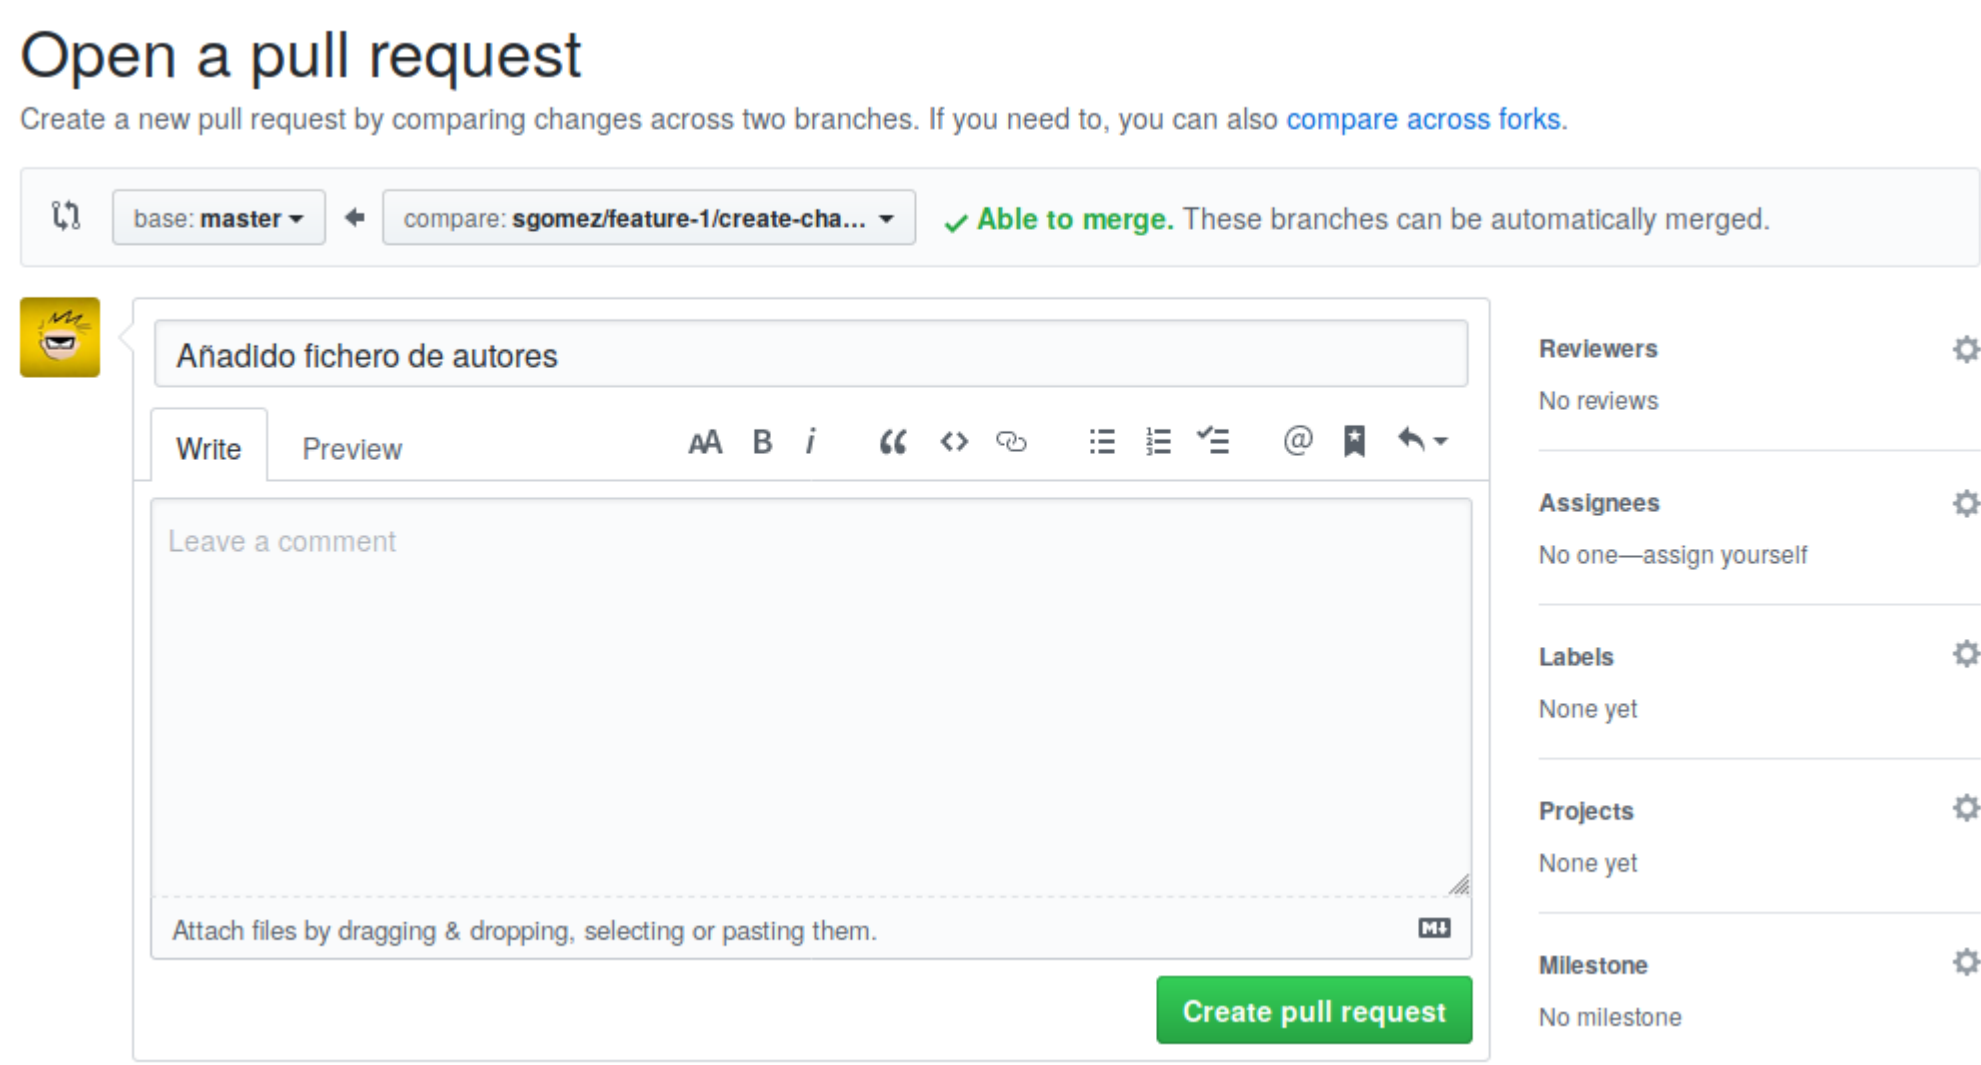 Open a pull request
Create a new pull request by comparing changes across two branches. If you need to, you can also compare across forks.
base: master compare: sgomez/feature-1/create-cha... Able to merge. These branches can be automatically merged.
Añadido fichero de autores
Write Preview AA B i @
Leave a comment
Attach files by dragging & dropping, selecting or pasting them.
M
Create pull request
Reviewers
No reviews
Assignees
No one—assign yourself
Labels
None yet
Projects
None yet
Milestone
No milestone